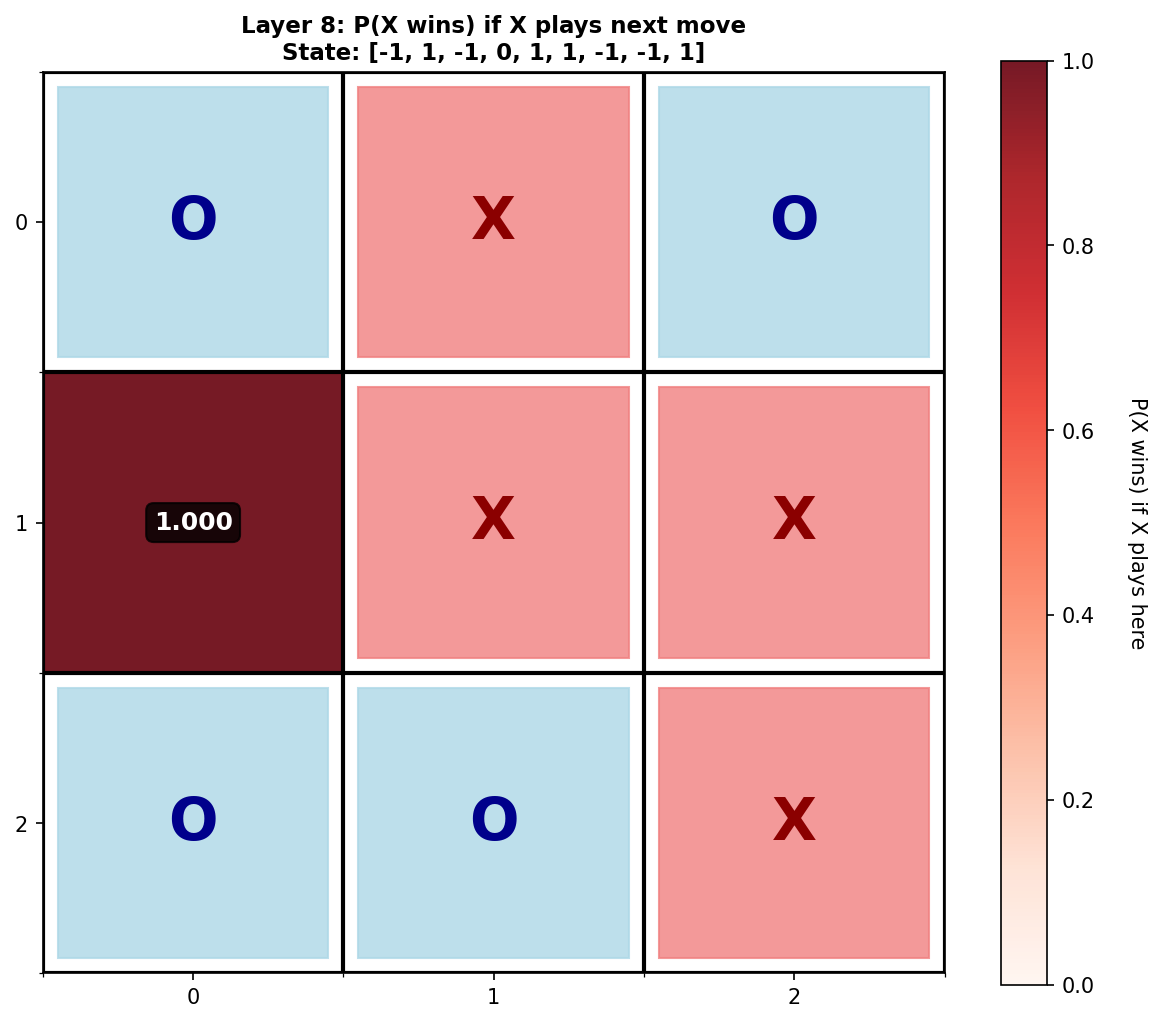 Layer 8: P(X wins) if X plays next move
State: [-1, 1, -1, 0, 1, 1, -1, -1, 1]
O X O
1.000 X X
O O X
0
1
2
0 1 2
1.0
0.8
0.6
0.4
0.2
0.0
P(X wins) if X plays here